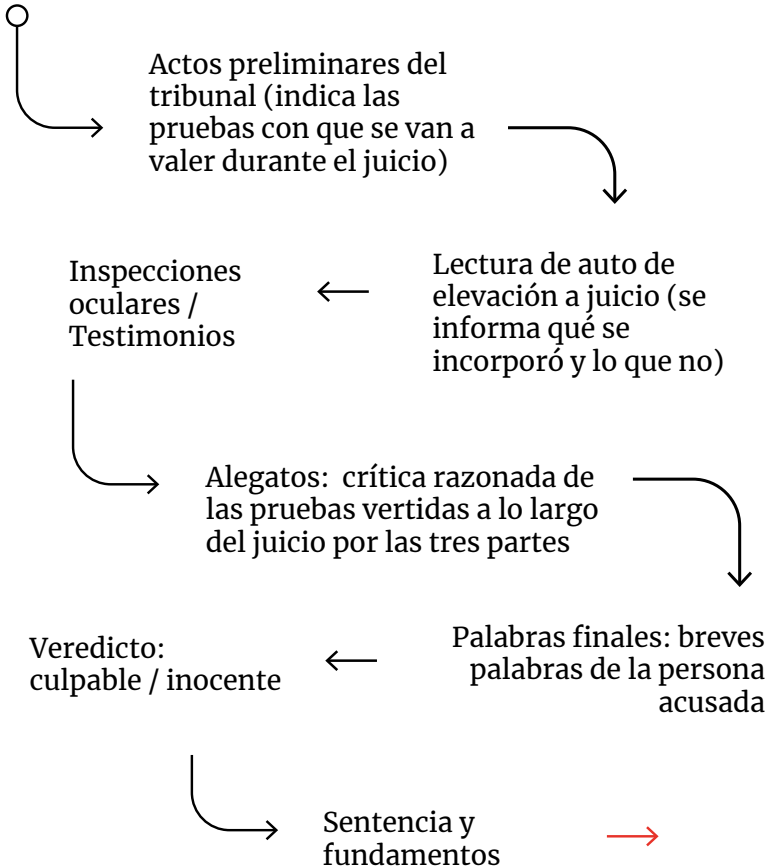 Actos preliminares del
tribunal (indica las
pruebas con que se van a
valer durante el juicio)
Lectura de auto de
elevación a juicio (se
informa qué se
incorporó y lo que no)
Inspecciones
oculares /
Testimonios
Alegatos:  crítica razonada de
las pruebas vertidas a lo largo
del juicio por las tres partes
Palabras finales: breves
palabras de la persona
acusada
Veredicto:
culpable / inocente
Sentencia y
fundamentos